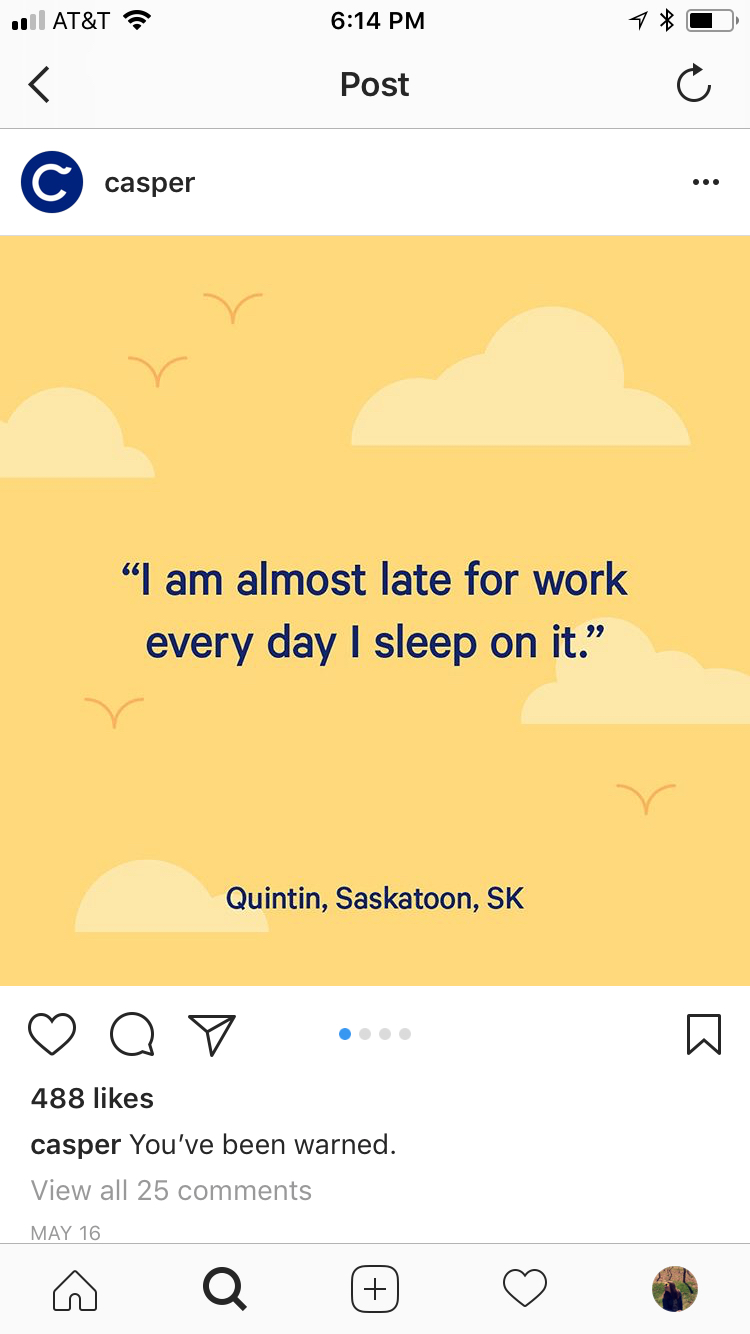 AT&T 6:14 PM
Post
casper
“I am almost late for work
every day I sleep on it.”
Quintin, Saskatoon, SK
488 likes
casper You’ve been warned.
View all 25 comments
MAY 16